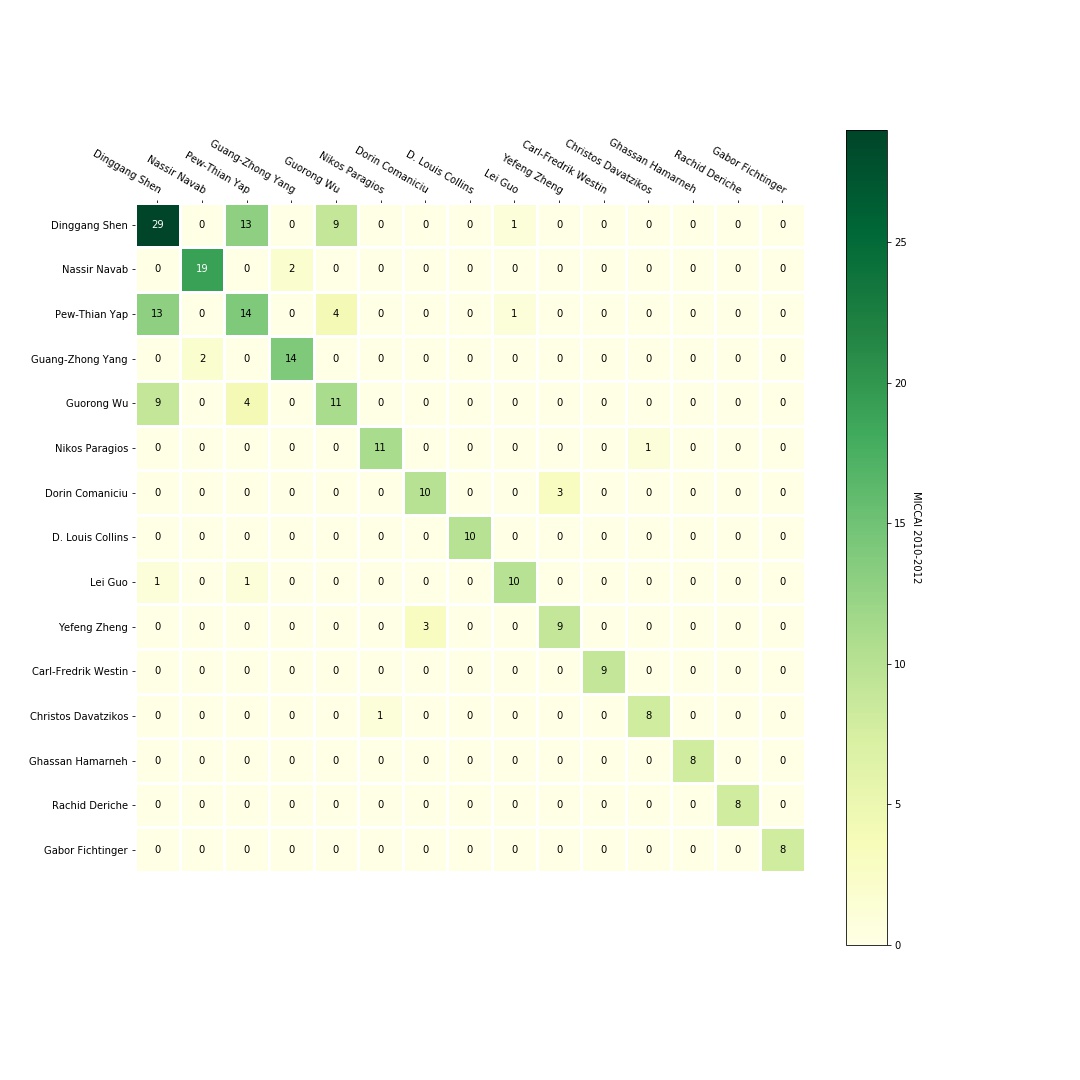 Dinggang Shen
Nassir Navab
Pew-Thian Yap
Guang-Zhong Yang
Guorong Wu
Nikos Paragios
Dorin Comaniciu
D. Louis Collins
Lei Guo
Yefeng Zheng
Carl-Fredrik Westin
Christos Davatzikos
Ghassan Hamarneh
Rachid Deriche
Gabor Fichtinger
Dinggang Shen 29 0 13 0 9 0 0 0 1 0 0 0 0 0 0
Nassir Navab 0 19 0 2 0 0 0 0 0 0 0 0 0 0 0
Pew-Thian Yap 13 0 14 0 4 0 0 0 1 0 0 0 0 0 0
Guang-Zhong Yang 0 2 0 14 0 0 0 0 0 0 0 0 0 0 0
Guorong Wu 9 0 4 0 11 0 0 0 0 0 0 0 0 0 0
Nikos Paragios 0 0 0 0 0 11 0 0 0 0 0 1 0 0 0
Dorin Comaniciu 0 0 0 0 0 0 10 0 0 3 0 0 0 0 0
D. Louis Collins 0 0 0 0 0 0 0 10 0 0 0 0 0 0 0
Lei Guo 1 0 1 0 0 0 0 0 10 0 0 0 0 0 0
Yefeng Zheng 0 0 0 0 0 0 3 0 0 9 0 0 0 0 0
Carl-Fredrik Westin 0 0 0 0 0 0 0 0 0 0 9 0 0 0 0
Christos Davatzikos 0 0 0 0 0 1 0 0 0 0 0 8 0 0 0
Ghassan Hamarneh 0 0 0 0 0 0 0 0 0 0 0 0 8 0 0
Rachid Deriche 0 0 0 0 0 0 0 0 0 0 0 0 0 8 0
Gabor Fichtinger 0 0 0 0 0 0 0 0 0 0 0 0 0 0 8
25
20
15
10
5
0
MICCAI 2010-2012